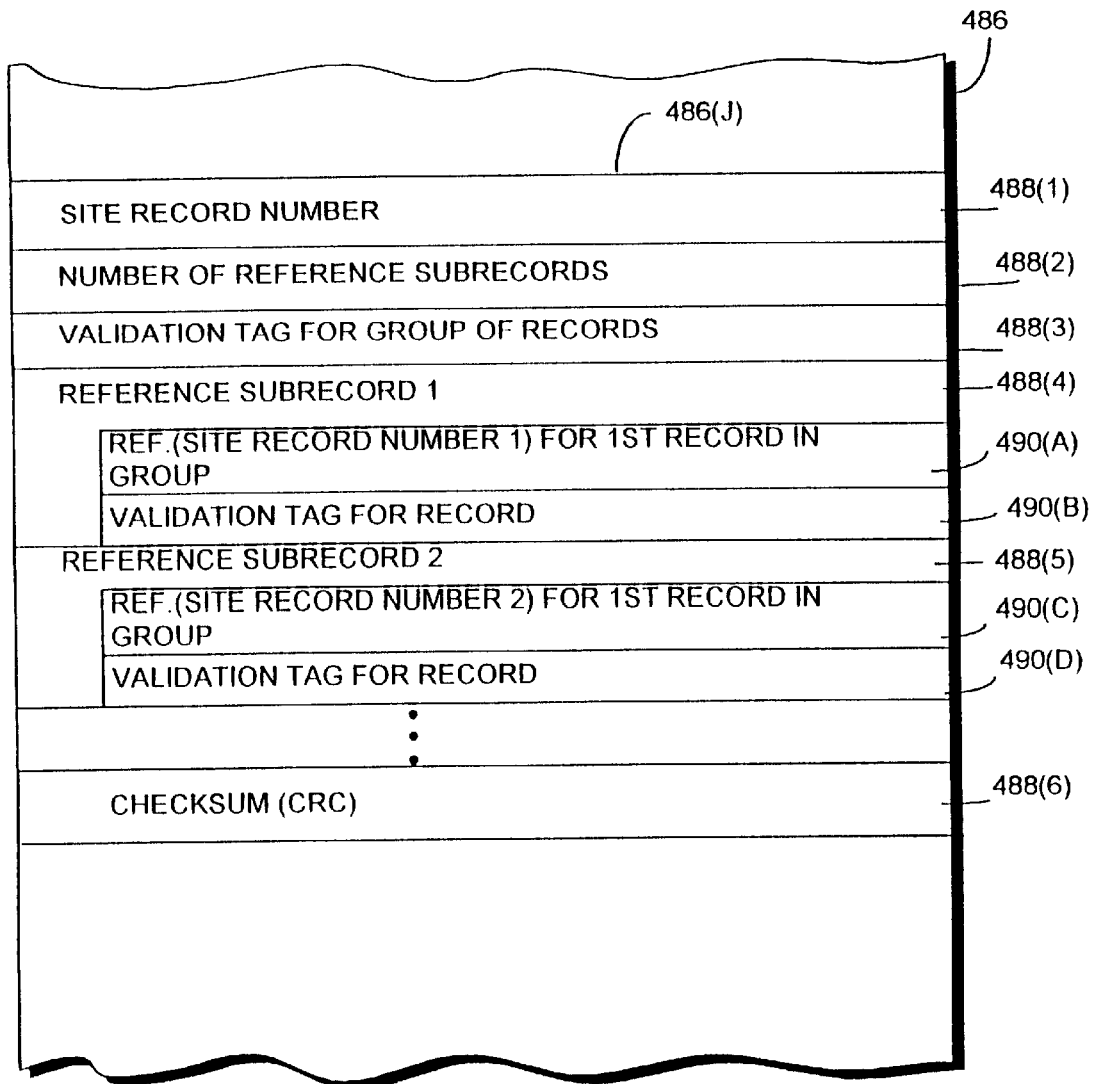 486
486(J)
SITE RECORD NUMBER 488(1)
NUMBER OF REFERENCE SUBRECORDS 488(2)
VALIDATION TAG FOR GROUP OF RECORDS 488(3)
REFERENCE SUBRECORD 1 488(4)
REF.(SITE RECORD NUMBER 1) FOR 1ST RECORD IN
GROUP 490(A)
VALIDATION TAG FOR RECORD 490(B)
REFERENCE SUBRECORD 2 488(5)
REF.(SITE RECORD NUMBER 2) FOR 1ST RECORD IN
GROUP 490(C)
VALIDATION TAG FOR RECORD 490(D)
CHECKSUM (CRC) 488(6)